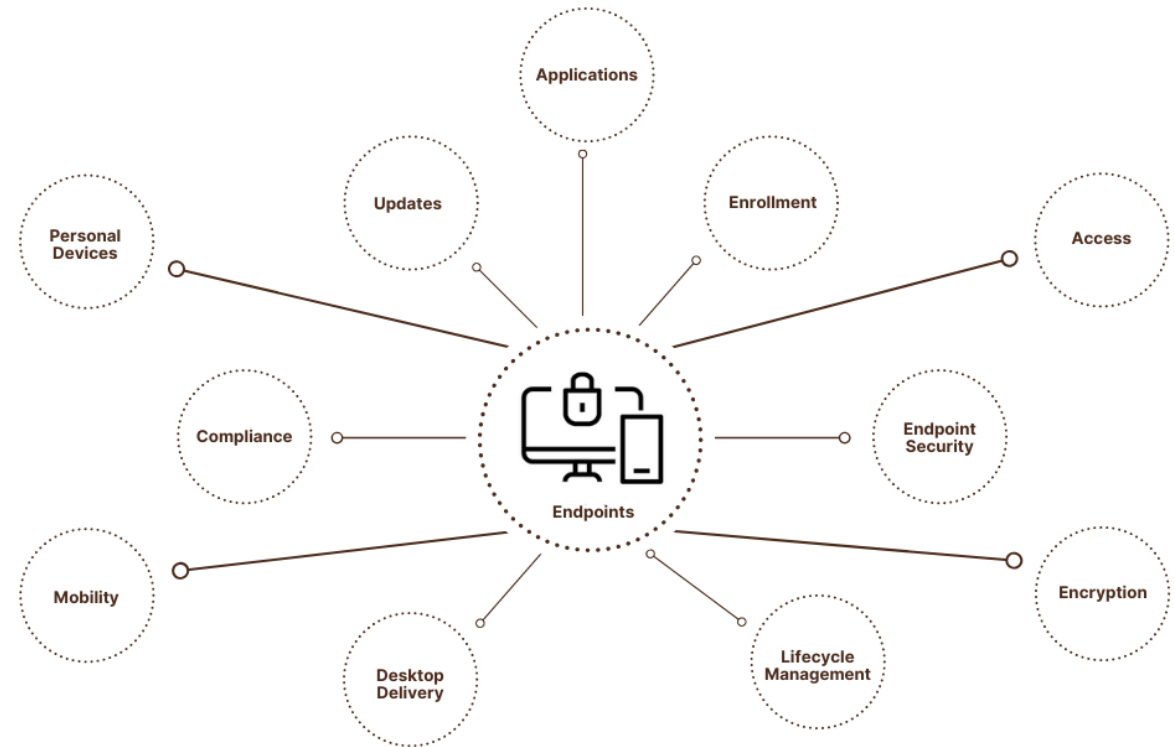 Applications
Updates
Enrollment
Personal
Devices
Access
Compliance
Endpoint
Security
Endpoints
Mobility
Encryption
Desktop
Delivery
Lifecycle
Management